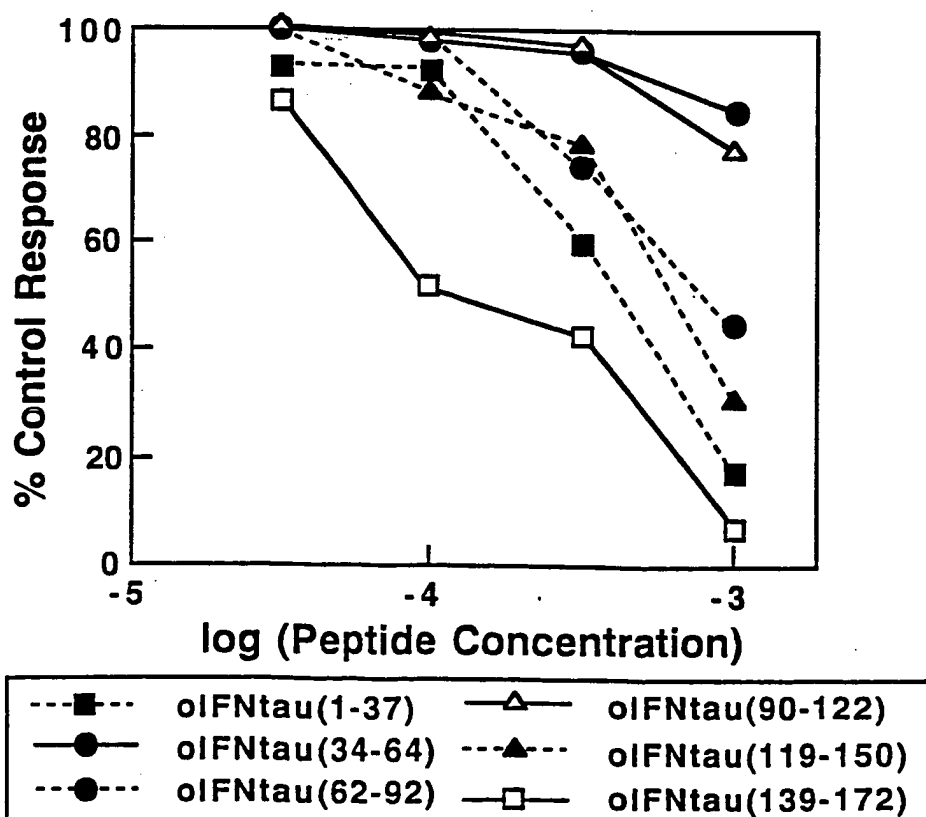 % Control Response
100
80
60
40
20
0
-5
-4
-3
log (Peptide Concentration)
oIFNtau(1-37)
oIFNtau(34-64)
oIFNtau(62-92)
oIFNtau(90-122)
oIFNtau(119-150)
oIFNtau(139-172)